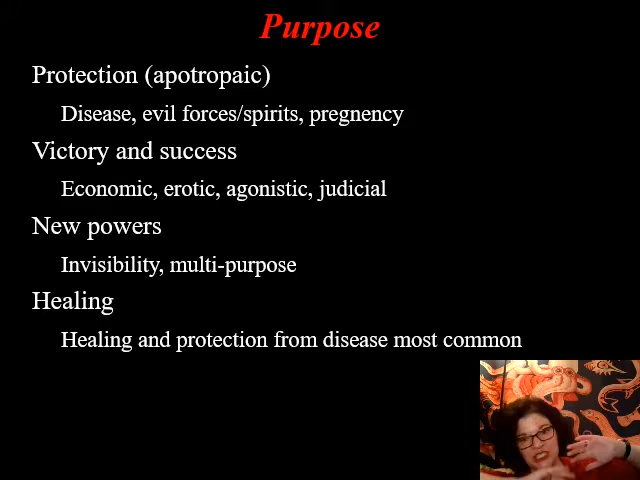 Purpose
Protection (apotropaic)
Disease, evil forces/spirits, pregnency
Victory and success
Economic, erotic, agonistic, judicial
New powers
Invisibility, multi-purpose
Healing
Healing and protection from disease most common